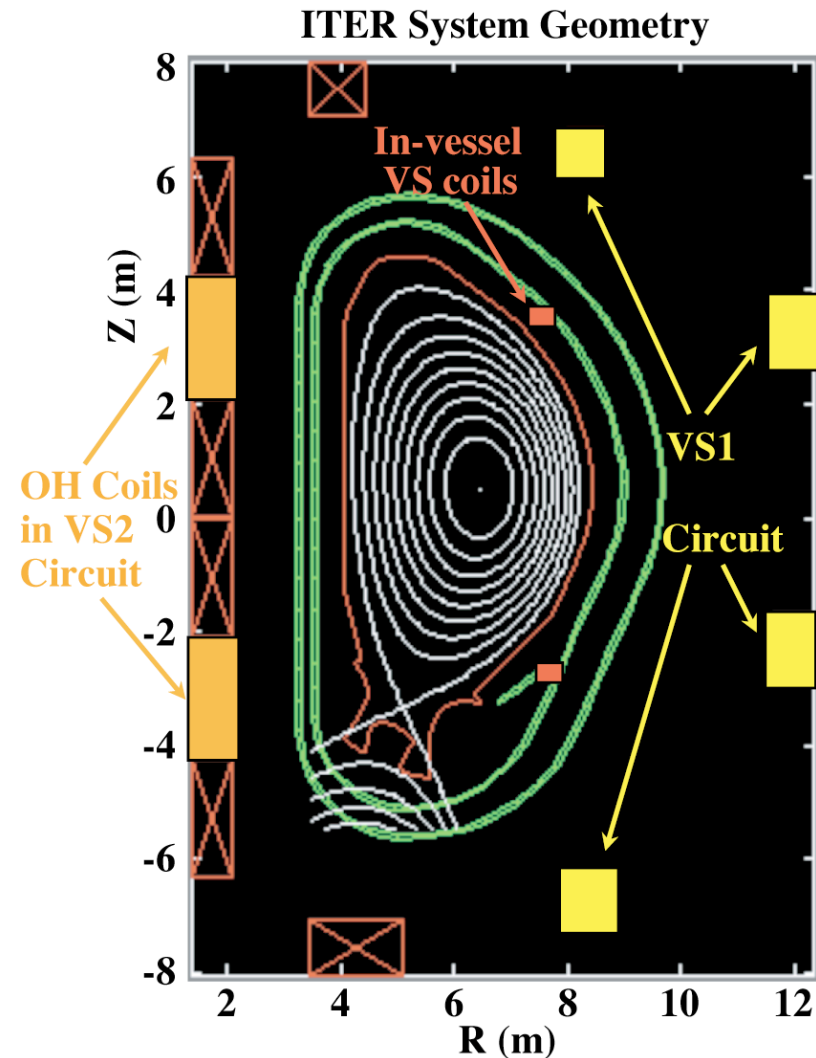 ITER System Geometry
8
6
4
2
0
-2
-4
-6
-8
Z (m)
In-vessel
VS coils
OH Coils
in VS2
Circuit
VS1
Circuit
2
4
6
8
10
12
R (m)